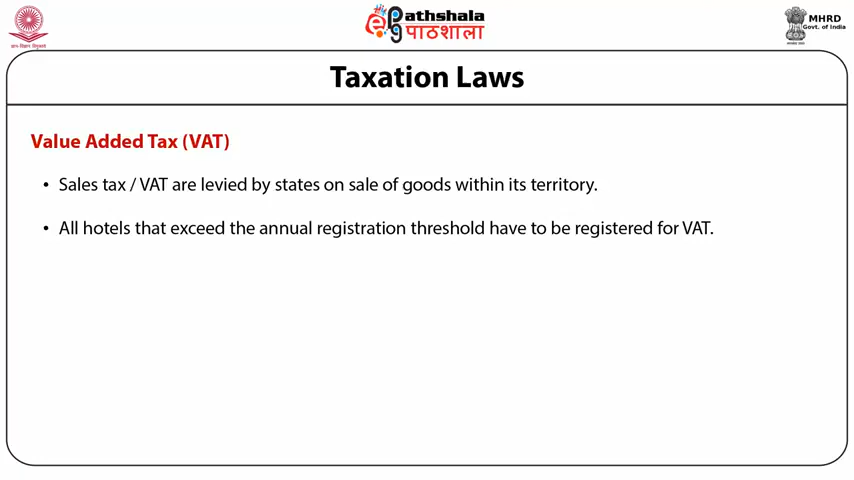 ePathshala
पाठशाला
MHRD
Govt. of India
Taxation Laws
Value Added Tax (VAT)
• Sales tax / VAT are levied by states on sale of goods within its territory.
• All hotels that exceed the annual registration threshold have to be registered for VAT.